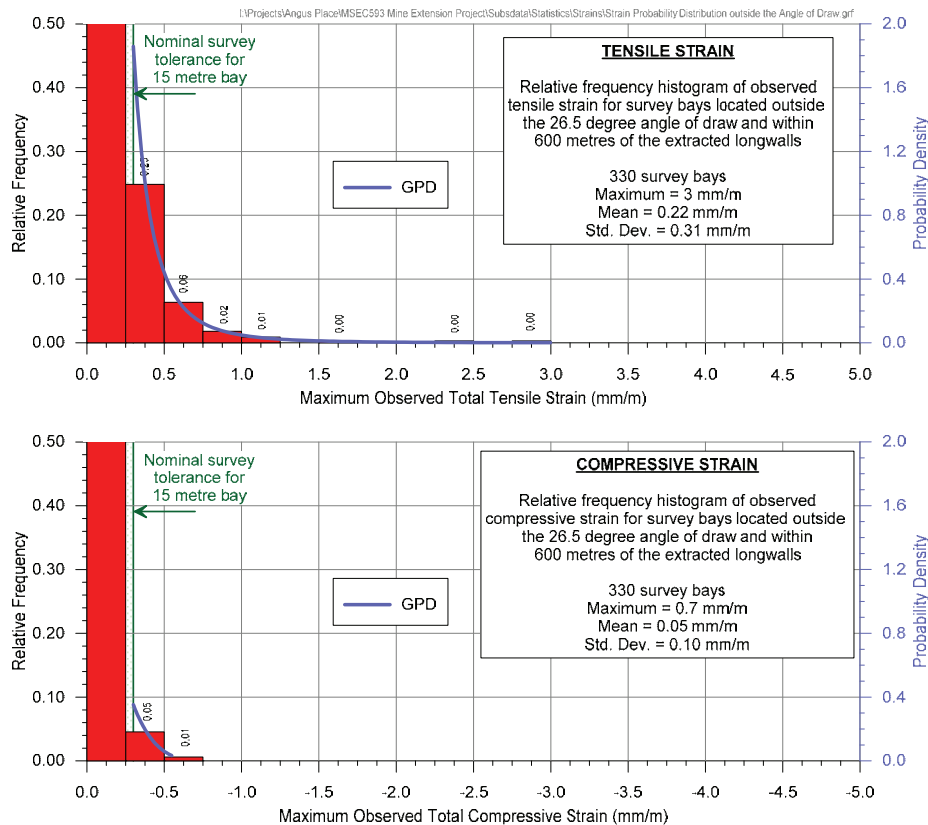 I:\Projects\Angus Place\MSEC593 Mine Extension Project\Subsdata\Statistics\Strains\Strain Probability Distribution outside the Angle of Draw.grf
0.50
0.40
0.30
0.20
0.10
0.00
Relative Frequency
Nominal survey
tolerance for
15 metre bay
0.25
0.06
0.02
0.01
0.00
0.00
0.00
GPD
TENSILE STRAIN
Relative frequency histogram of observed
tensile strain for survey bays located outside
the 26.5 degree angle of draw and within
600 metres of the extracted longwalls
330 survey bays
Maximum = 3 mm/m
Mean = 0.22 mm/m
Std. Dev. = 0.31 mm/m
2.0
1.6
1.2
0.8
0.4
0.0
Probability Density
0.0 0.5 1.0 1.5 2.0 2.5 3.0 3.5 4.0 4.5 5.0
Maximum Observed Total Tensile Strain (mm/m)
0.50
0.40
0.30
0.20
0.10
0.00
Relative Frequency
Nominal survey
tolerance for
15 metre bay
0.05
0.01
GPD
COMPRESSIVE STRAIN
Relative frequency histogram of observed
compressive strain for survey bays located outside
the 26.5 degree angle of draw and within
600 metres of the extracted longwalls
330 survey bays
Maximum = 0.7 mm/m
Mean = 0.05 mm/m
Std. Dev. = 0.10 mm/m
2.0
1.6
1.2
0.8
0.4
0.0
Probability Density
0.0 -0.5 -1.0 -1.5 -2.0 -2.5 -3.0 -3.5 -4.0 -4.5 -5.0
Maximum Observed Total Compressive Strain (mm/m)